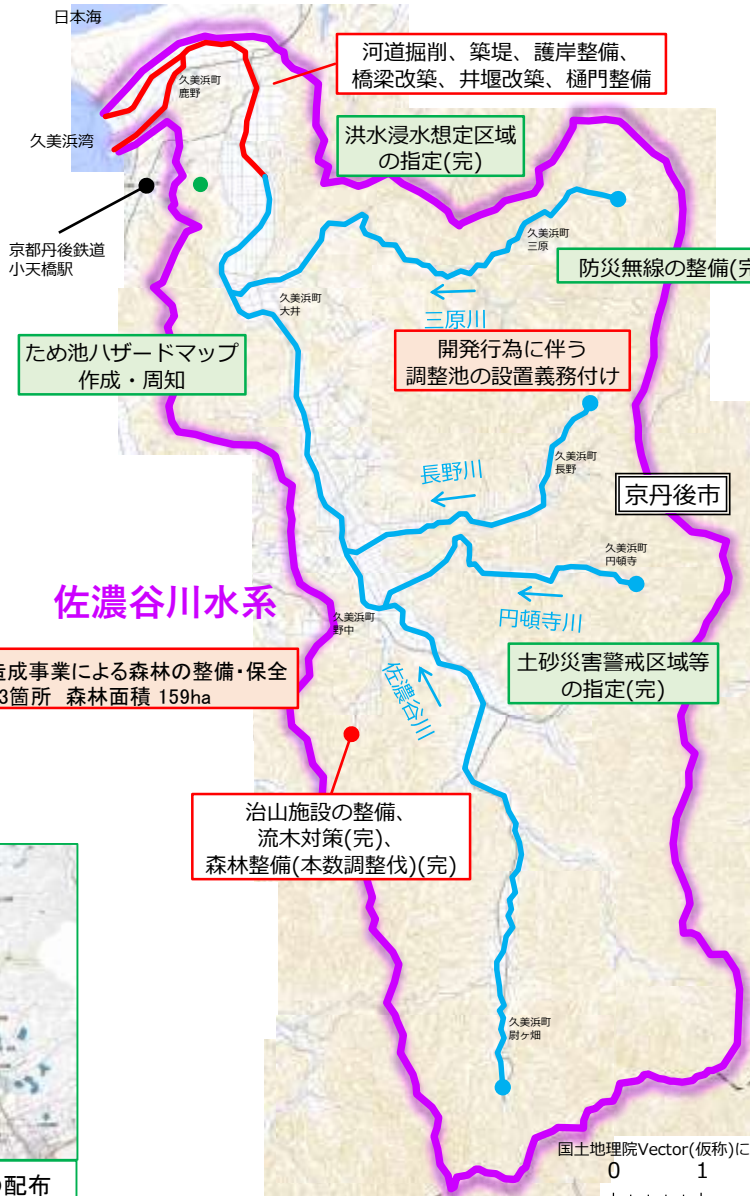 日本海
河道掘削、築堤、護岸整備、
橋梁改築、井堰改築、樋門整備
久美浜町
鹿野
久美浜湾
洪水浸水想定区域
の指定(完)
京都丹後鉄道
小天橋駅
久美浜町
三原
防災無線の整備(完
久美浜町
大井
三原川
ため池ハザードマップ
作成・周知
開発行為に伴う
調整池の設置義務付け
長野川
久美浜町
長野
京丹後市
久美浜町
円頓寺
佐濃谷川水系
久美浜町
野中
円頓寺川
造成事業による森林の整備・保全
3箇所 森林面積 159ha
佐濃谷川
土砂災害警戒区域等
の指定(完)
治山施設の整備、
流木対策(完)、
森林整備(本数調整伐)(完)
久美浜町
尉ヶ畑
国土地理院Vector(仮称)に
0 1
の配布